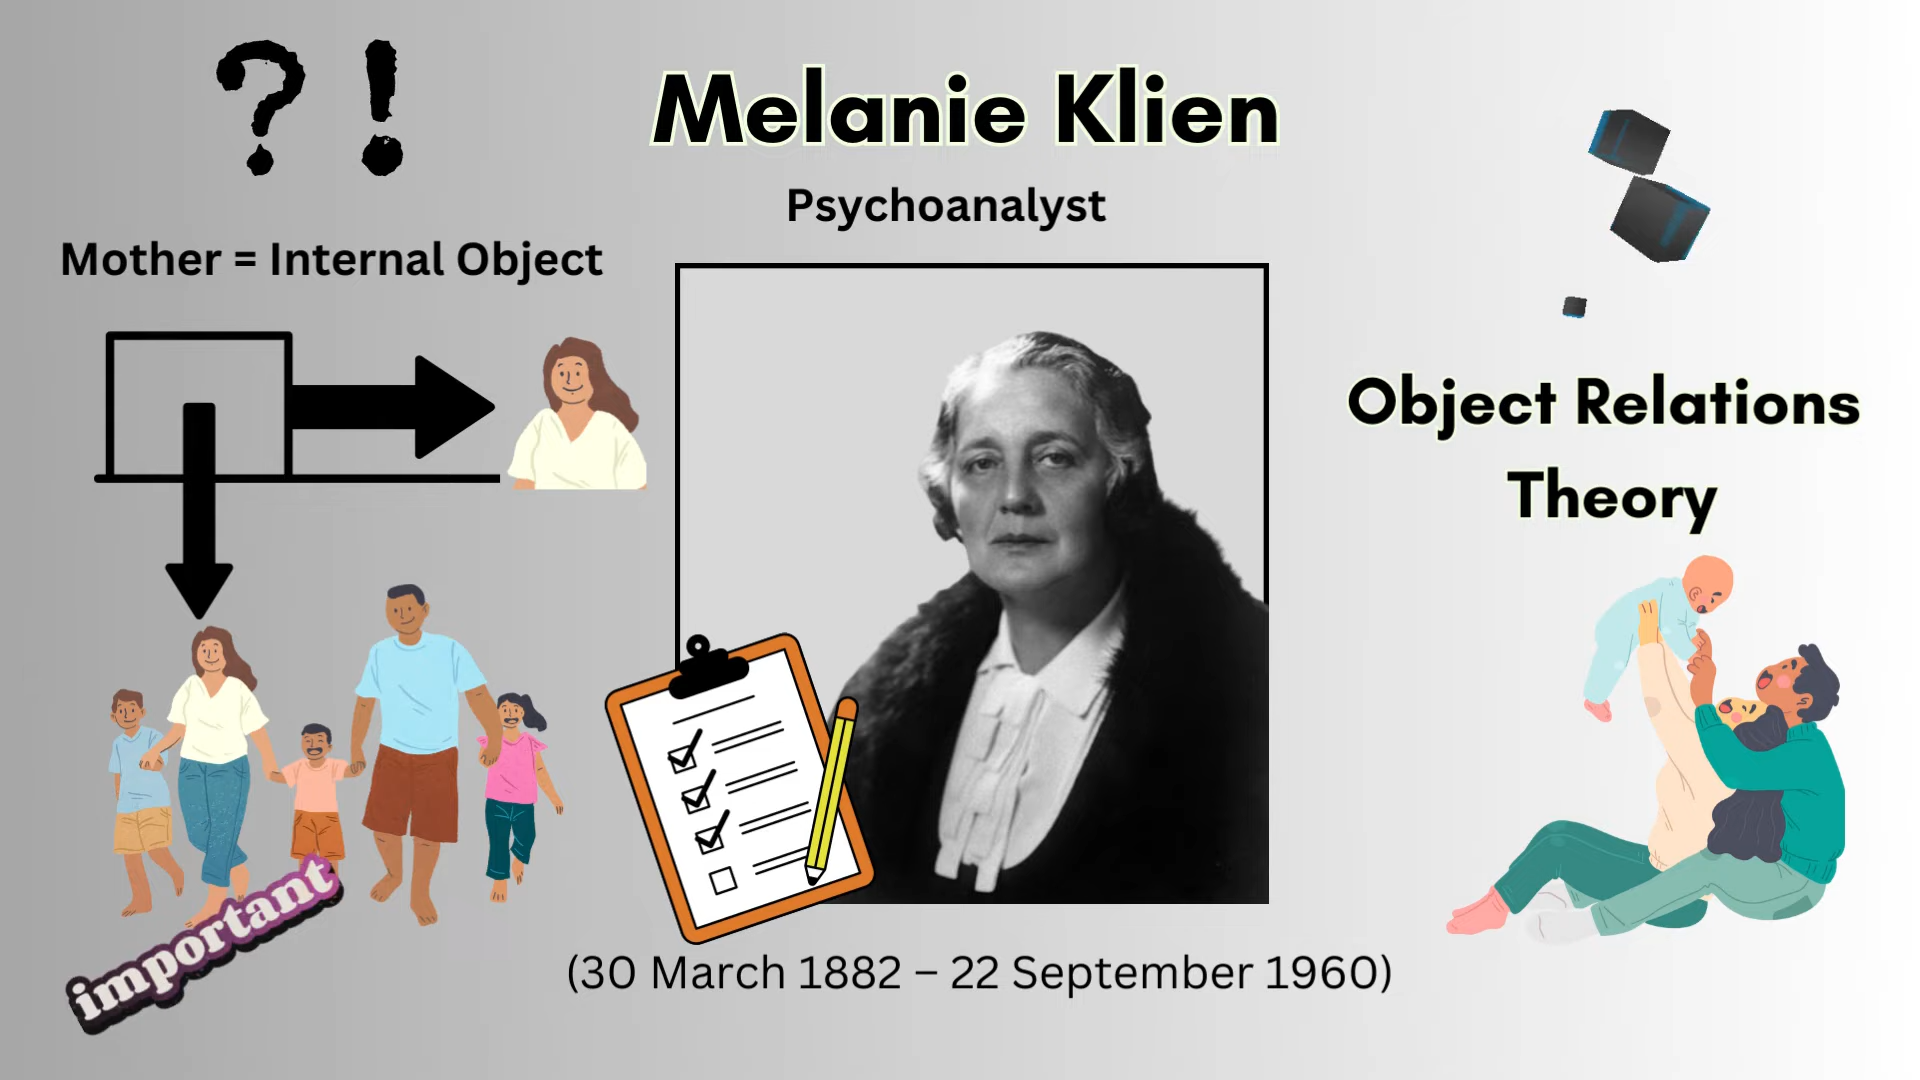 ? !
Melanie Klien
Psychoanalyst
Mother = Internal Object
Object Relations
Theory
important
(30 March 1882 – 22 September 1960)